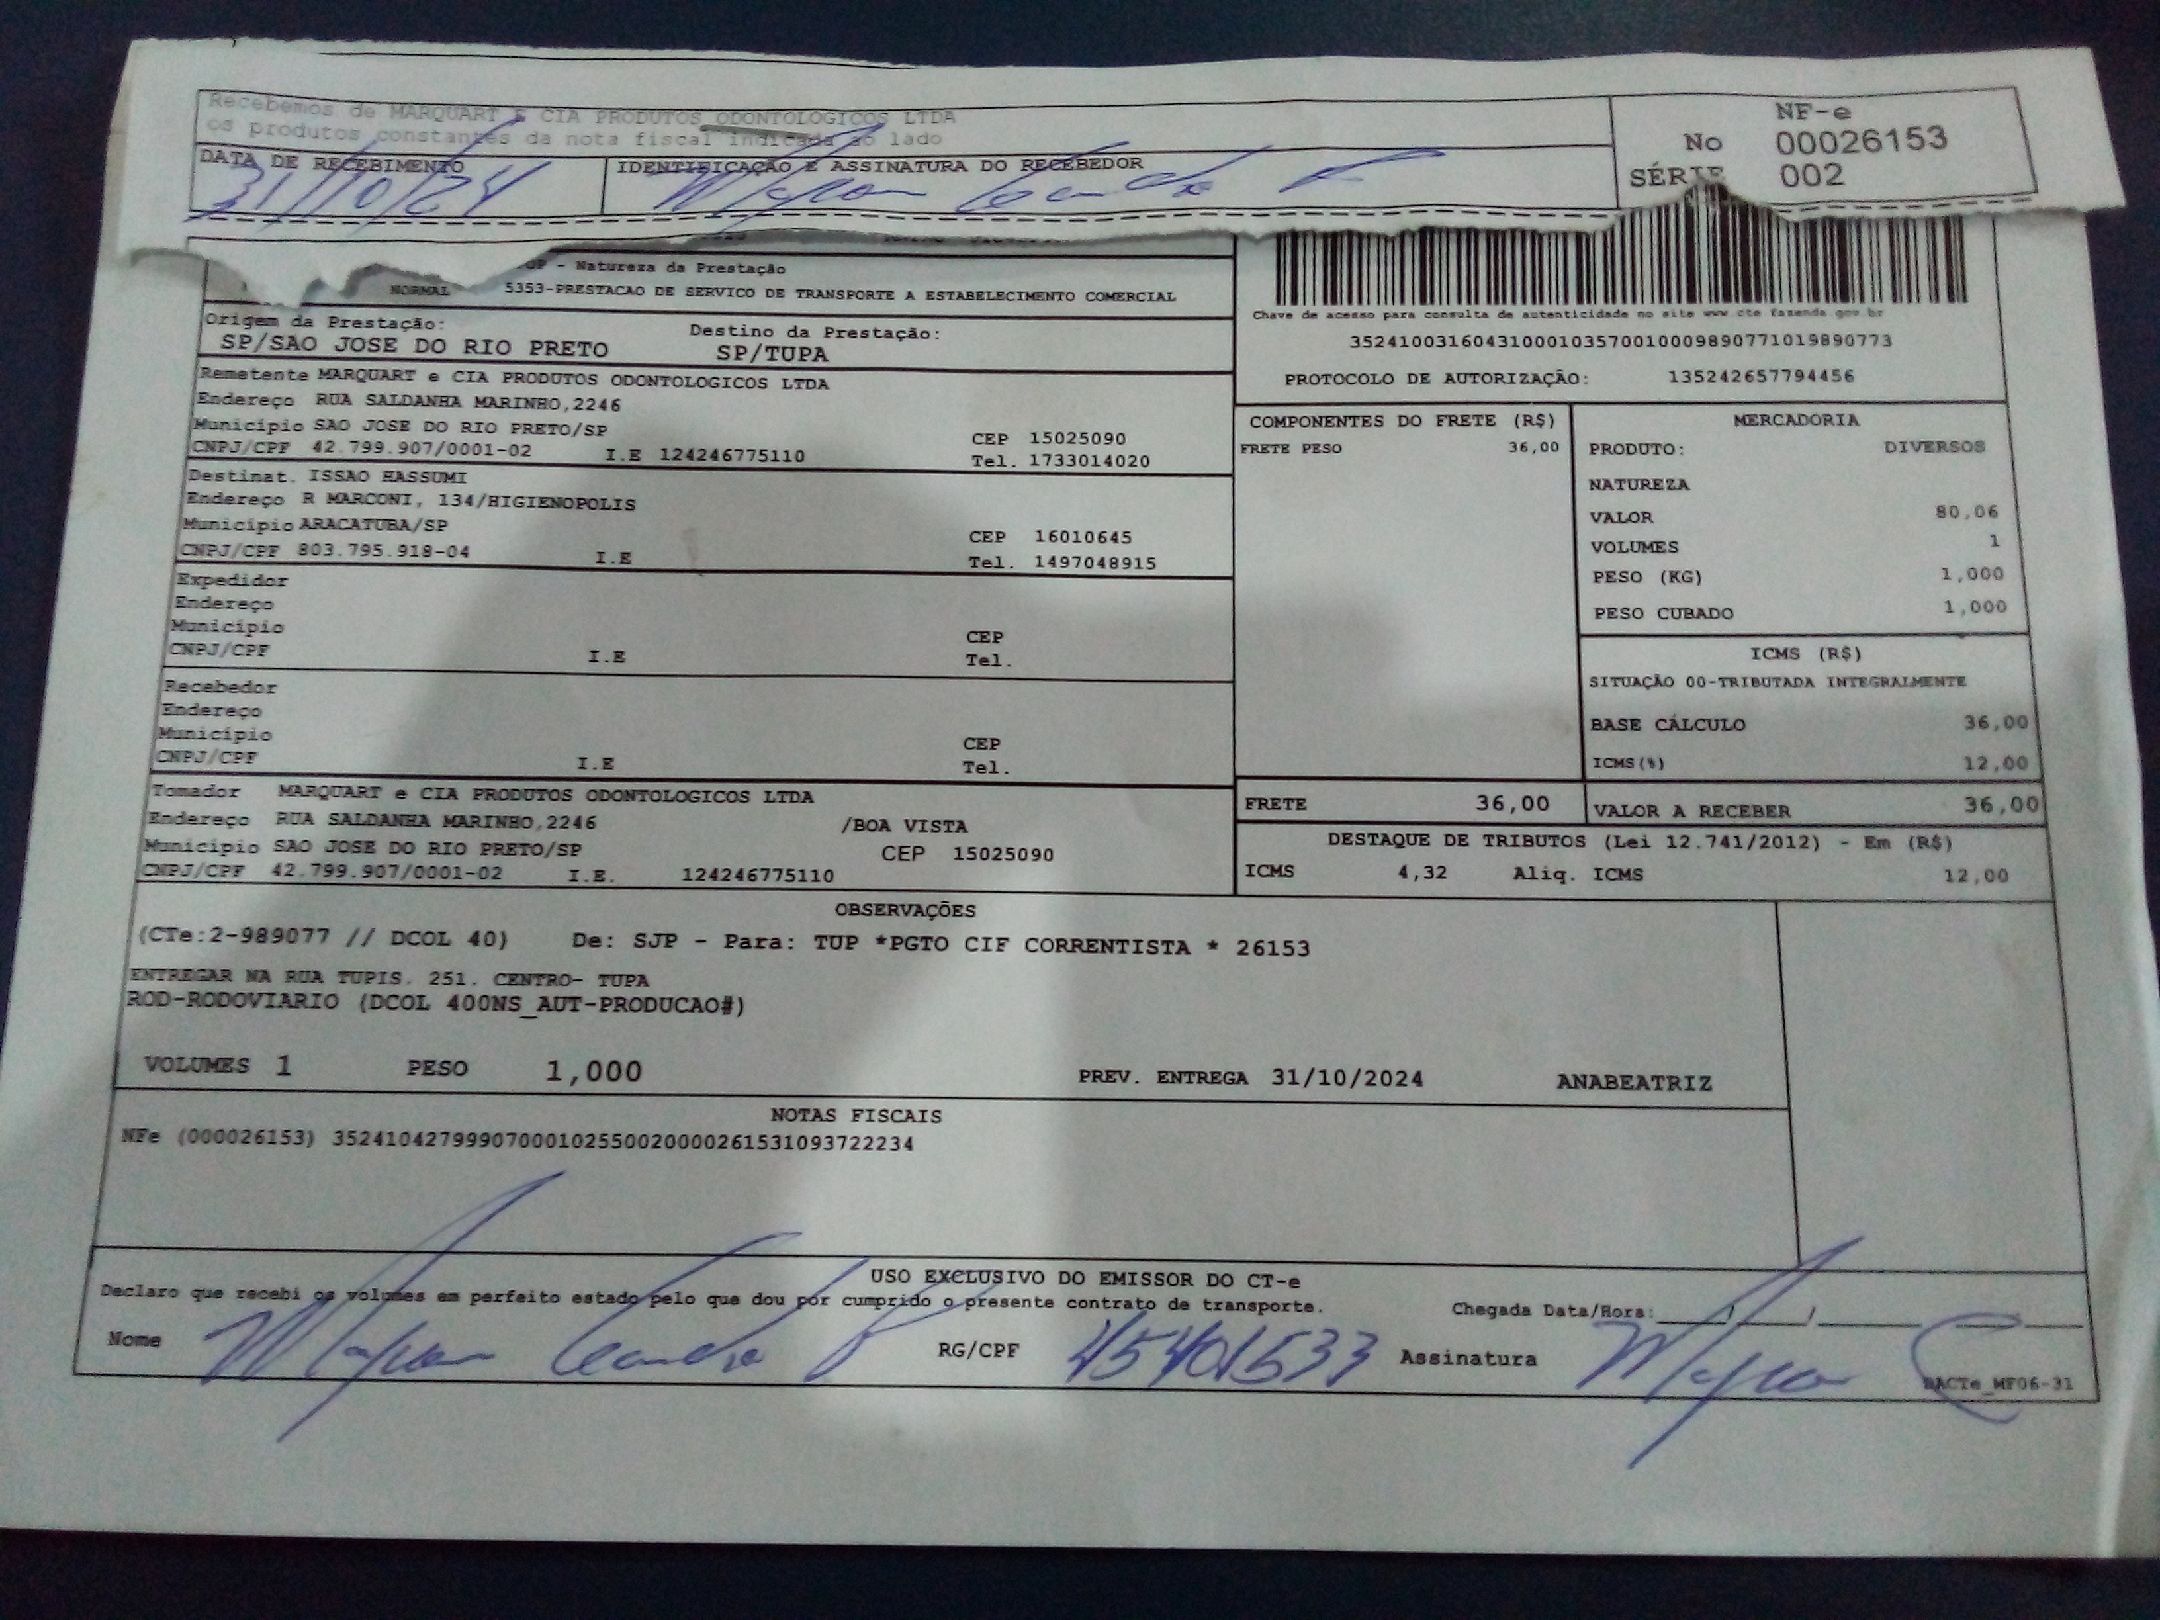 Recebemos de MARQUART E CIA PRODUTOS ODONTOLOGICOS LTDA
os produtos constantes da nota fiscal indicada ao lado
DATA DE RECEBIMENTO
31/10/24
IDENTIFICAÇÃO E ASSINATURA DO RECEBEDOR
NF-e
No 00026153
SÉRIE 002
- Natureza da Prestação
NORMAL 5353-PRESTACAO DE SERVICO DE TRANSPORTE A ESTABELECIMENTO COMERCIAL
Origem da Prestação: Destino da Prestação:
SP/SAO JOSE DO RIO PRETO SP/TUPA
Chave de acesso para consulta de autenticidade no site www cte fazenda gov br
35241003160431000103570010009890771019890773
PROTOCOLO DE AUTORIZAÇÃO: 135242657794456
Remetente MARQUART e CIA PRODUTOS ODONTOLOGICOS LTDA
Endereço RUA SALDANHA MARINHO,2246
Município SAO JOSE DO RIO PRETO/SP CEP 15025090
CNPJ/CPF 42.799.907/0001-02 I.E 124246775110 Tel. 1733014020
Destinat. ISSAO HASSUMI
Endereço R MARCONI, 134/HIGIENOPOLIS
Município ARACATUBA/SP CEP 16010645
CNPJ/CPF 803.795.918-04 I.E Tel. 1497048915
Expedidor
Endereço
Município CEP
CNPJ/CPF I.E Tel.
Recebedor
Endereço
Município CEP
CNPJ/CPF I.E Tel.
Tomador MARQUART e CIA PRODUTOS ODONTOLOGICOS LTDA
Endereço RUA SALDANHA MARINHO,2246 /BOA VISTA
Município SAO JOSE DO RIO PRETO/SP CEP 15025090
CNPJ/CPF 42.799.907/0001-02 I.E. 124246775110
COMPONENTES DO FRETE (R$)
FRETE PESO 36,00
MERCADORIA
PRODUTO: DIVERSOS
NATUREZA
VALOR 80,06
VOLUMES 1
PESO (KG) 1,000
PESO CUBADO 1,000
ICMS (R$)
SITUAÇÃO 00-TRIBUTADA INTEGRALMENTE
BASE CÁLCULO 36,00
ICMS(%) 12,00
FRETE 36,00 VALOR A RECEBER 36,00
DESTAQUE DE TRIBUTOS (Lei 12.741/2012) - Em (R$)
ICMS 4,32 Aliq. ICMS 12,00
OBSERVAÇÕES
(CTe:2-989077 // DCOL 40) De: SJP - Para: TUP *PGTO CIF CORRENTISTA * 26153
ENTREGAR NA RUA TUPIS. 251. CENTRO- TUPA
ROD-RODOVIARIO (DCOL 400NS_AUT-PRODUCAO#)
VOLUMES 1 PESO 1,000 PREV. ENTREGA 31/10/2024 ANABEATRIZ
NOTAS FISCAIS
NFe (000026153) 35241042799907000102550020000261531093722234
USO EXCLUSIVO DO EMISSOR DO CT-e
Declaro que recebi os volumes em perfeito estado pelo que dou por cumprido o presente contrato de transporte. Chegada Data/Hora: / /
Nome RG/CPF 45401533 Assinatura
DACTe_MF06-31